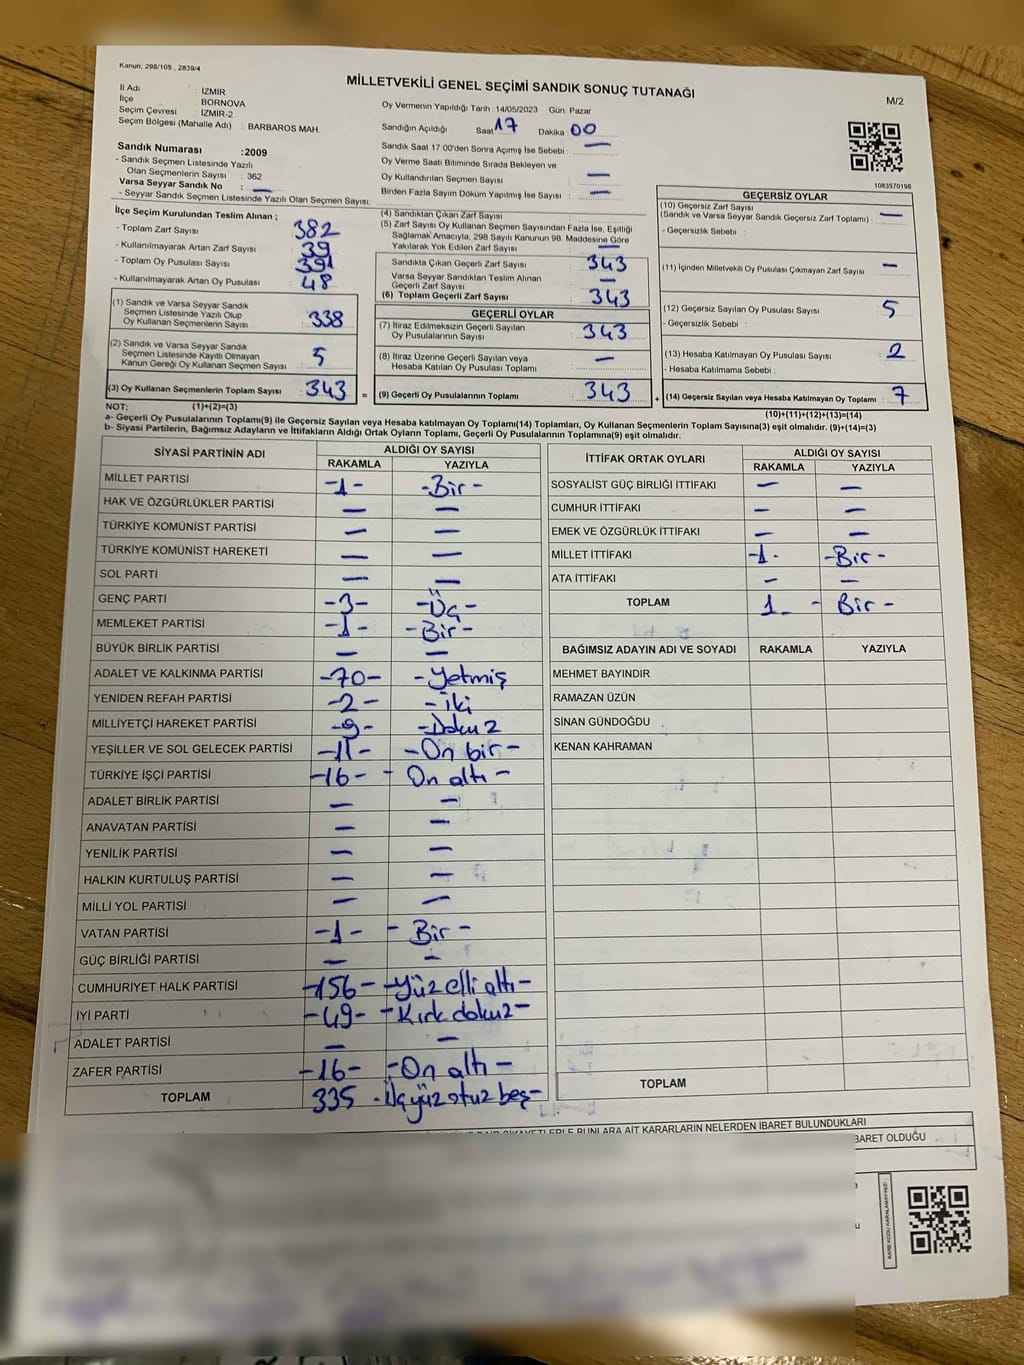 Kanun; 298/105 , 2839/4
MİLLETVEKİLİ GENEL SEÇİMİ SANDIK SONUÇ TUTANAĞI
M/2
İl Adı : İZMİR
İlçe : BORNOVA
Seçim Çevresi : İZMİR-2
Seçim Bölgesi (Mahalle Adı) : BARBAROS MAH.
Oy Vermenin Yapıldığı Tarih : 14/05/2023 Gün: Pazar
Sandığın Açıldığı Saat 17 Dakika 00
Sandık Saat 17:00'den Sonra Açılmış İse Sebebi : —
Oy Verme Saati Bitiminde Sırada Bekleyen ve
Oy Kullandırılan Seçmen Sayısı : —
Birden Fazla Sayım Döküm Yapılmış İse Sayısı : —
Sandık Numarası : 2009
- Sandık Seçmen Listesinde Yazılı
Olan Seçmenlerin Sayısı : 362
Varsa Seyyar Sandık No : —
- Seyyar Sandık Seçmen Listesinde Yazılı Olan Seçmen Sayısı:
1083570198
İlçe Seçim Kurulundan Teslim Alınan ;
- Toplam Zarf Sayısı : 382
- Kullanılmayarak Artan Zarf Sayısı : 39
- Toplam Oy Pusulası Sayısı : 391
- Kullanılmayarak Artan Oy Pusulası : 48
(1) Sandık ve Varsa Seyyar Sandık
Seçmen Listesinde Yazılı Olup
Oy Kullanan Seçmenlerin Sayısı : 338
(2) Sandık ve Varsa Seyyar Sandık
Seçmen Listesinde Kayıtlı Olmayan
Kanun Gereği Oy Kullanan Seçmen Sayısı : 5
(3) Oy Kullanan Seçmenlerin Toplam Sayısı : 343
(4) Sandıktan Çıkan Zarf Sayısı :
(5) Zarf Sayısı Oy Kullanan Seçmen Sayısından Fazla İse, Eşitliği
Sağlamak Amacıyla, 298 Sayılı Kanunun 98. Maddesine Göre
Yakılarak Yok Edilen Zarf Sayısı : —
Sandıkta Çıkan Geçerli Zarf Sayısı : 343
Varsa Seyyar Sandıktan Teslim Alınan
Geçerli Zarf Sayısı : —
(6) Toplam Geçerli Zarf Sayısı : 343
GEÇERLİ OYLAR
(7) İtiraz Edilmeksizin Geçerli Sayılan
Oy Pusulalarının Sayısı : 343
(8) İtiraz Üzerine Geçerli Sayılan veya
Hesaba Katılan Oy Pusulası Toplamı : —
= (9) Geçerli Oy Pusulalarının Toplamı : 343
GEÇERSİZ OYLAR
(10) Geçersiz Zarf Sayısı
(Sandık ve Varsa Seyyar Sandık Geçersiz Zarf Toplamı) : —
- Geçersizlik Sebebi :
(11) İçinden Milletvekili Oy Pusulası Çıkmayan Zarf Sayısı : —
(12) Geçersiz Sayılan Oy Pusulası Sayısı : 5
- Geçersizlik Sebebi :
(13) Hesaba Katılmayan Oy Pusulası Sayısı : 2
- Hesaba Katılmama Sebebi :
+ (14) Geçersiz Sayılan veya Hesaba Katılmayan Oy Toplamı : 7
NOT: (1)+(2)=(3)
(10)+(11)+(12)+(13)=(14)
a- Geçerli Oy Pusulalarının Toplamı(9) ile Geçersiz Sayılan veya Hesaba katılmayan Oy Toplamı(14) Toplamları, Oy Kullanan Seçmenlerin Toplam Sayısına(3) eşit olmalıdır. (9)+(14)=(3)
b- Siyasi Partilerin, Bağımsız Adayların ve İttifakların Aldığı Ortak Oyların Toplamı, Geçerli Oy Pusulalarının Toplamına(9) eşit olmalıdır.
SİYASİ PARTİNİN ADI ALDIĞI OY SAYISI
RAKAMLA YAZIYLA
MİLLET PARTİSİ -1- -Bir-
HAK VE ÖZGÜRLÜKLER PARTİSİ — —
TÜRKİYE KOMÜNİST PARTİSİ — —
TÜRKİYE KOMÜNİST HAREKETİ — —
SOL PARTİ — —
GENÇ PARTİ -3- -Üç-
MEMLEKET PARTİSİ -1- -Bir-
BÜYÜK BİRLİK PARTİSİ — —
ADALET VE KALKINMA PARTİSİ -70- -Yetmiş
YENİDEN REFAH PARTİSİ -2- -iki
MİLLİYETÇİ HAREKET PARTİSİ -9- -Dokuz
YEŞİLLER VE SOL GELECEK PARTİSİ -11- -On bir-
TÜRKİYE İŞÇİ PARTİSİ -16- - On altı -
ADALET BİRLİK PARTİSİ — —
ANAVATAN PARTİSİ — —
YENİLİK PARTİSİ — —
HALKIN KURTULUŞ PARTİSİ — —
MİLLİ YOL PARTİSİ — —
VATAN PARTİSİ -1- - Bir -
GÜÇ BİRLİĞİ PARTİSİ — —
CUMHURİYET HALK PARTİSİ -156- -Yüz elli altı-
İYİ PARTİ -49- -Kırk dokuz-
ADALET PARTİSİ — —
ZAFER PARTİSİ -16- -On altı -
TOPLAM 335 -Üçyüz otuz beş-
İTTİFAK ORTAK OYLARI ALDIĞI OY SAYISI
RAKAMLA YAZIYLA
SOSYALİST GÜÇ BİRLİĞİ İTTİFAKI — —
CUMHUR İTTİFAKI — —
EMEK VE ÖZGÜRLÜK İTTİFAKI — —
MİLLET İTTİFAKI -1- -Bir-
ATA İTTİFAKI — —
TOPLAM 1- - Bir -
BAĞIMSIZ ADAYIN ADI VE SOYADI RAKAMLA YAZIYLA
MEHMET BAYINDIR
RAMAZAN ÜZÜN
SİNAN GÜNDOĞDU
KENAN KAHRAMAN
TOPLAM
BUNLARA AİT KARARLARIN NELERDEN İBARET BULUNDUKLARI
İBARET OLDUĞU
KARE KODU KARALAMAYINIZ!